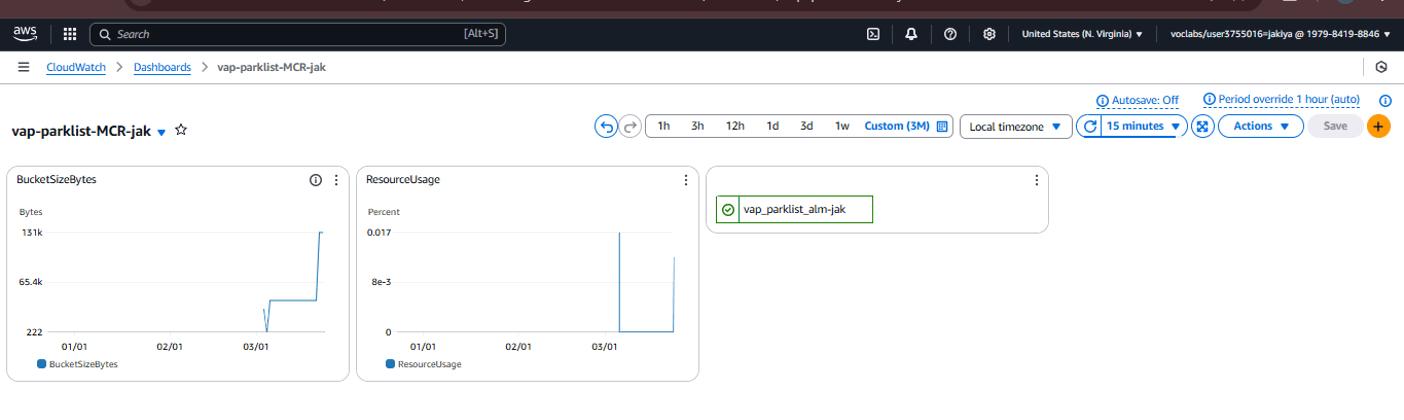 aws
Search [Alt+S]
United States (N. Virginia)
voclabs/user3755016=jaklya @ 1979-8419-8846
CloudWatch
Dashboards
vap-parklist-MCR-jak
Autosave: Off
Period override 1 hour (auto)
vap-parklist-MCR-jak
1h 3h 12h 1d 3d 1w Custom (3M)
Local timezone
15 minutes
Actions
Save
BucketSizeBytes
Bytes
131k
65.4k
222
01/01 02/01 03/01
BucketSizeBytes
ResourceUsage
Percent
0.017
8e-3
0
01/01 02/01 03/01
ResourceUsage
vap_parklist_alm-jak